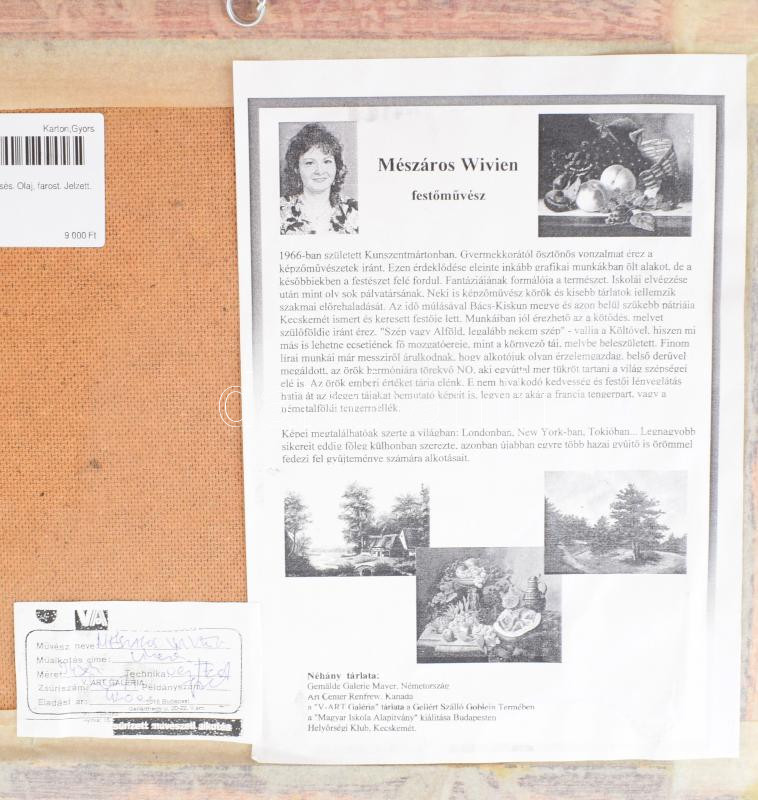 Karton,Gyors
sés. Olaj, farost. Jelzett.
9 000 Ft
Mészáros Wivien
festőművész
1966-ban született Kunszentmártonban. Gyermekkorától ösztönös vonzalmat érez a
képzőművészetek iránt. Ezen érdeklődése eleinte inkább grafikai munkákban ölt alakot, de a
későbbiekben a festészet felé fordul. Fantáziájának formálója a természet. Iskolái elvégzése
után mint olv sok pálvatársának. Neki is képzőművész körök és kisebb tárlatok jellemzik
szakmai előrehaladását. Az idő múlásával Bács-Kiskun megye és azon belül szűkebb pátriája
Kecskemét ismert és keresett festője lett. Munkáiban jól érezhető az a kötődés, melyet
szülőföldje iránt érez. "Szép vagy Alföld, legalább nekem szép" - vallja a Költővel, hiszen mi
más is lehetne ecsetiének fő mozgatóereje, mint a környező táj, melybe beleszületett. Finom
lírai munkái már messziről árulkodnak, hogy alkotójuk olyan érzelemgazdag, belső derűvel
megáldott, az örök harmóniára törekvő NŐ, aki egyúttal mer tükröt tartani a világ szépségei
elé is. Az örök emberi értéket tárja elénk. E nem hivalkodó kedvesség és festői lényeglátás
hatja át az idegen tájakat bemutató képeit is, legyen az akár a francia tengerpart, vagy a
németalföldi tengermellék.
Képei megtalálhatóak szerte a világban: Londonban, New York-ban, Tokióban... Legnagyobb
sikereit eddig főleg külhonban szerezte, azonban újabban egyre több hazai gyűjtő is örömmel
fedezi fel gyűjteménye számára alkotásait.
Néhány tárlata:
Gemälde Galerie Mayer, Németország
Art Center Renfrew, Kanada
a "V-ART Galéria" tárlata a Gellért Szálló Goblein Termében
a "Magyar Iskola Alapítvány" kiállítása Budapesten
Helyőrségi Klub, Kecskemét.
VA
Művész neve: Mészáros Wivien
Műalkotás címe:
Méret: Technika:
V. ART GALÉRIA
Zsűriszám: Példányszám:
Eladási ár:
Budapest